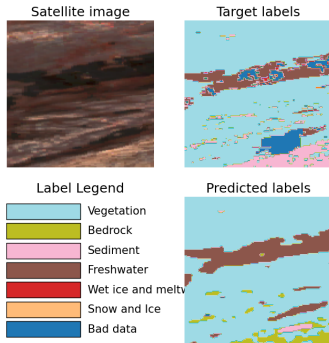 Satellite image
Target labels
Label Legend
Vegetation
Bedrock
Sediment
Freshwater
Wet ice and meltw
Snow and Ice
Bad data
Predicted labels